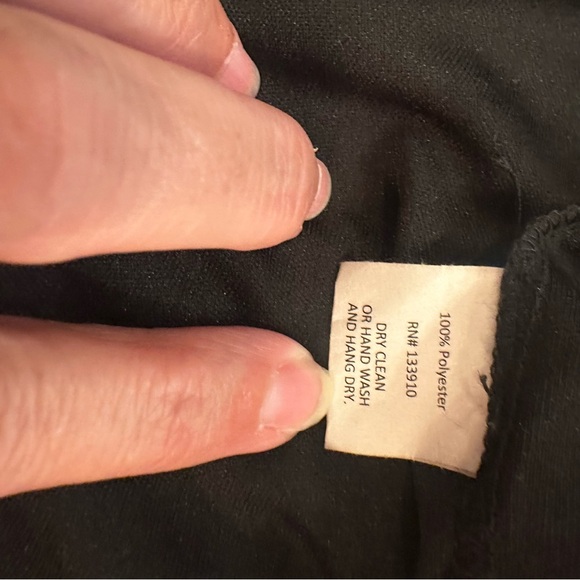 100% Polyester
RN# 133910
DRY CLEAN
OR HAND WASH
AND HANG DRY.